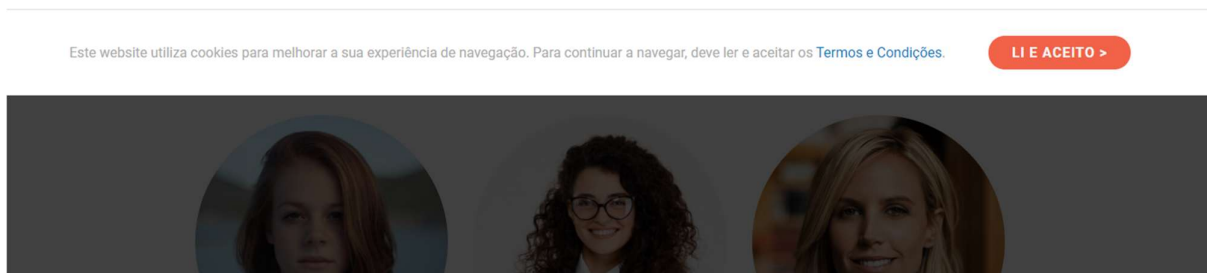 Este website utiliza cookies para melhorar a sua experiência de navegação. Para continuar a navegar, deve ler e aceitar os Termos e Condições.
LI E ACEITO >